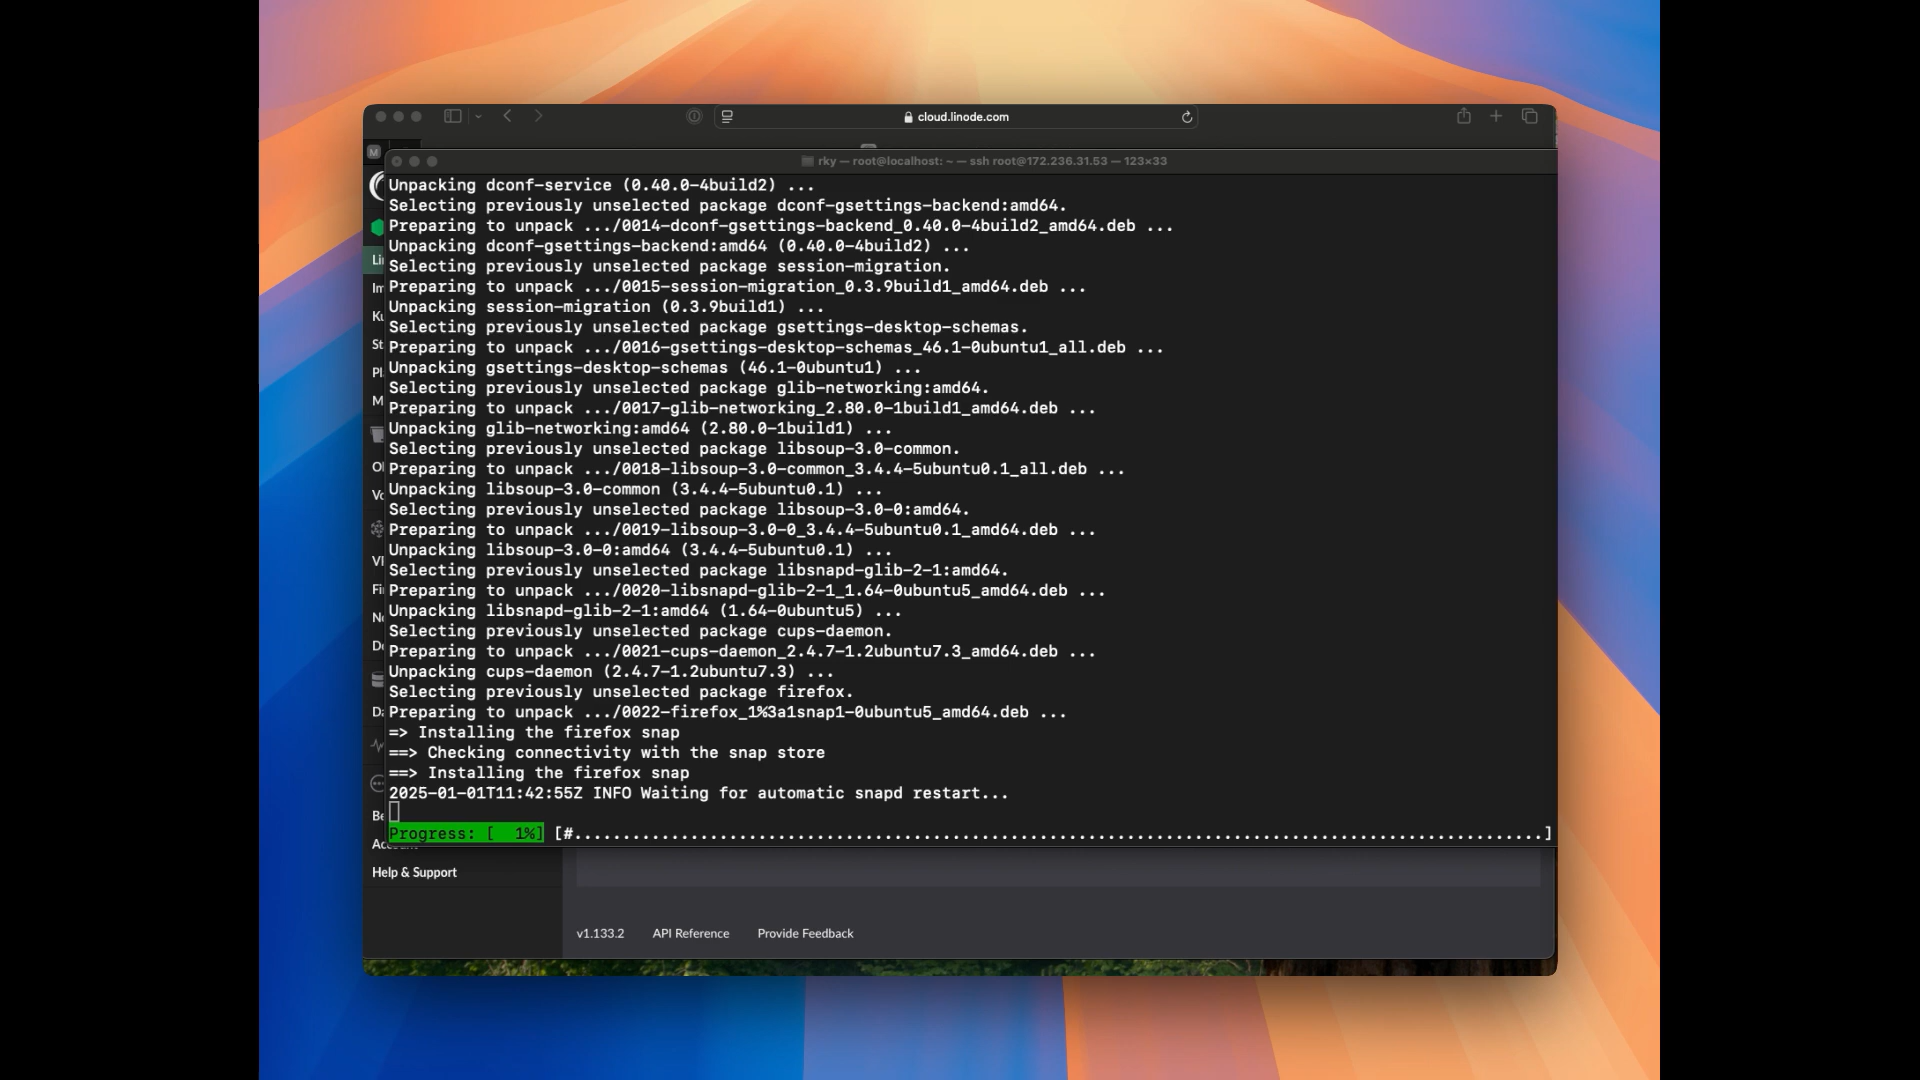 cloud.linode.com
M
rky — root@localhost: ~ — ssh root@172.236.31.53 — 123×33
Unpacking dconf-service (0.40.0-4build2) ...
Selecting previously unselected package dconf-gsettings-backend:amd64.
Preparing to unpack .../0014-dconf-gsettings-backend_0.40.0-4build2_amd64.deb ...
Unpacking dconf-gsettings-backend:amd64 (0.40.0-4build2) ...
Selecting previously unselected package session-migration.
Preparing to unpack .../0015-session-migration_0.3.9build1_amd64.deb ...
Unpacking session-migration (0.3.9build1) ...
Selecting previously unselected package gsettings-desktop-schemas.
Preparing to unpack .../0016-gsettings-desktop-schemas_46.1-0ubuntu1_all.deb ...
Unpacking gsettings-desktop-schemas (46.1-0ubuntu1) ...
Selecting previously unselected package glib-networking:amd64.
Preparing to unpack .../0017-glib-networking_2.80.0-1build1_amd64.deb ...
Unpacking glib-networking:amd64 (2.80.0-1build1) ...
Selecting previously unselected package libsoup-3.0-common.
Preparing to unpack .../0018-libsoup-3.0-common_3.4.4-5ubuntu0.1_all.deb ...
Unpacking libsoup-3.0-common (3.4.4-5ubuntu0.1) ...
Selecting previously unselected package libsoup-3.0-0:amd64.
Preparing to unpack .../0019-libsoup-3.0-0_3.4.4-5ubuntu0.1_amd64.deb ...
Unpacking libsoup-3.0-0:amd64 (3.4.4-5ubuntu0.1) ...
Selecting previously unselected package libsnapd-glib-2-1:amd64.
Preparing to unpack .../0020-libsnapd-glib-2-1_1.64-0ubuntu5_amd64.deb ...
Unpacking libsnapd-glib-2-1:amd64 (1.64-0ubuntu5) ...
Selecting previously unselected package cups-daemon.
Preparing to unpack .../0021-cups-daemon_2.4.7-1.2ubuntu7.3_amd64.deb ...
Unpacking cups-daemon (2.4.7-1.2ubuntu7.3) ...
Selecting previously unselected package firefox.
Preparing to unpack .../0022-firefox_1%3a1snap1-0ubuntu5_amd64.deb ...
=> Installing the firefox snap
==> Checking connectivity with the snap store
==> Installing the firefox snap
2025-01-01T11:42:55Z INFO Waiting for automatic snapd restart...
Progress: [  1%] [#....................................................................................................]
Help & Support
v1.133.2 API Reference Provide Feedback